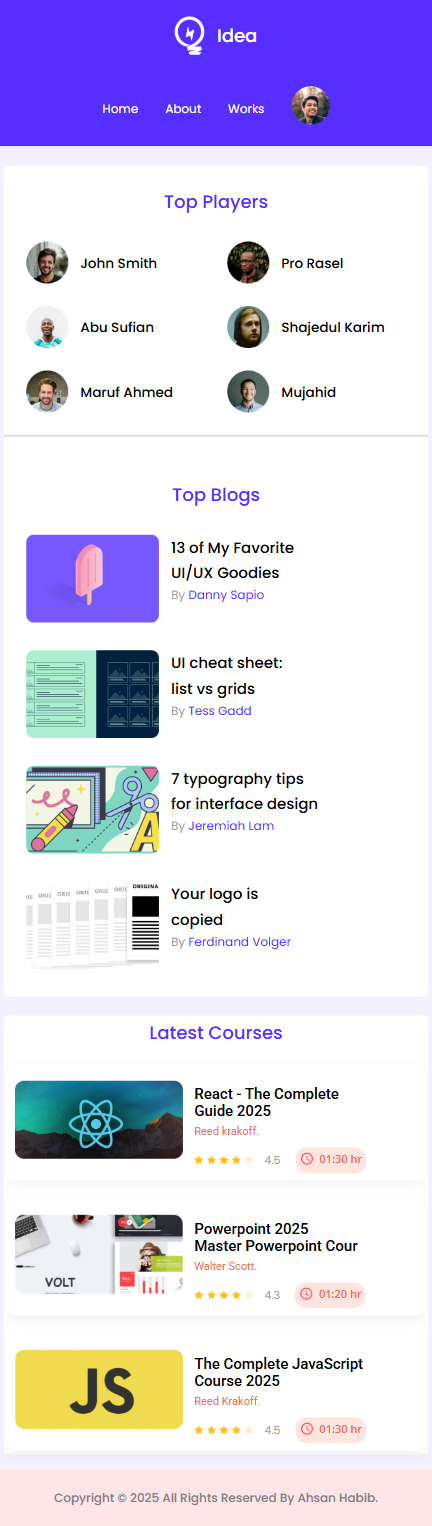 Idea
Home About Works
Top Players
John Smith
Pro Rasel
Abu Sufian
Shajedul Karim
Maruf Ahmed
Mujahid
Top Blogs
13 of My Favorite
UI/UX Goodies
By Danny Sapio
UI cheat sheet:
list vs grids
By Tess Gadd
7 typography tips
for interface design
By Jeremiah Lam
A
ORIGINA
Your logo is
copied
By Ferdinand Volger
Latest Courses
React - The Complete
Guide 2025
Reed krakoff.
4.5 01:30 hr
VOLT
Powerpoint 2025
Master Powerpoint Cour
Walter Scott.
4.3 01:20 hr
JS
The Complete JavaScript
Course 2025
Reed Krakoff.
4.5 01:30 hr
Copyright © 2025 All Rights Reserved By Ahsan Habib.